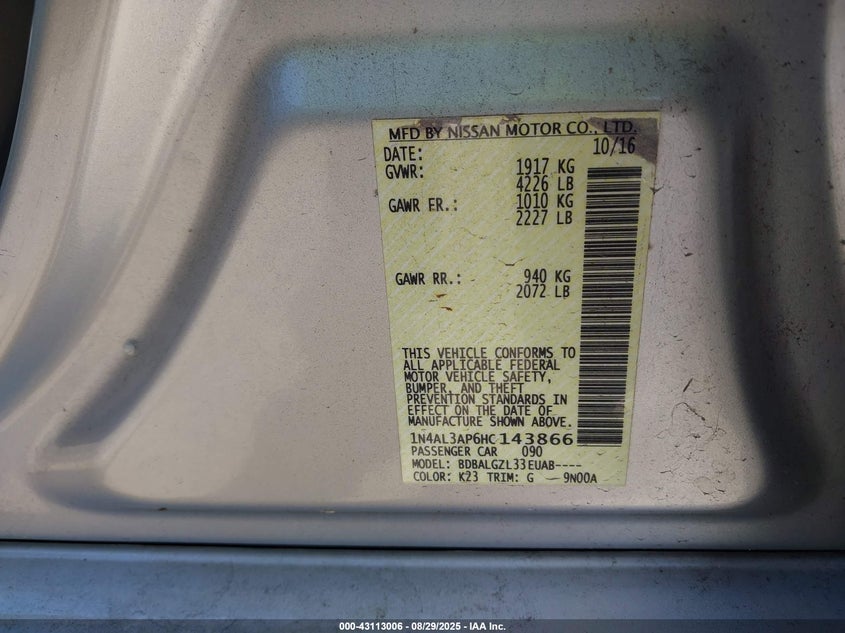 MFD BY NISSAN MOTOR CO., LTD.
DATE: 10/16
GVWR: 1917 KG
4226 LB
GAWR FR.: 1010 KG
2227 LB
GAWR RR.: 940 KG
2072 LB
THIS VEHICLE CONFORMS TO
ALL APPLICABLE FEDERAL
MOTOR VEHICLE SAFETY,
BUMPER, AND THEFT
PREVENTION STANDARDS IN
EFFECT ON THE DATE OF
MANUFACTURE SHOWN ABOVE.
1N4AL3AP6HC143866
PASSENGER CAR 090
MODEL: BDBALGZL33EUAB----
COLOR: K23 TRIM: G 9N00A
000-43113006 - 08/29/2025 - IAA Inc.